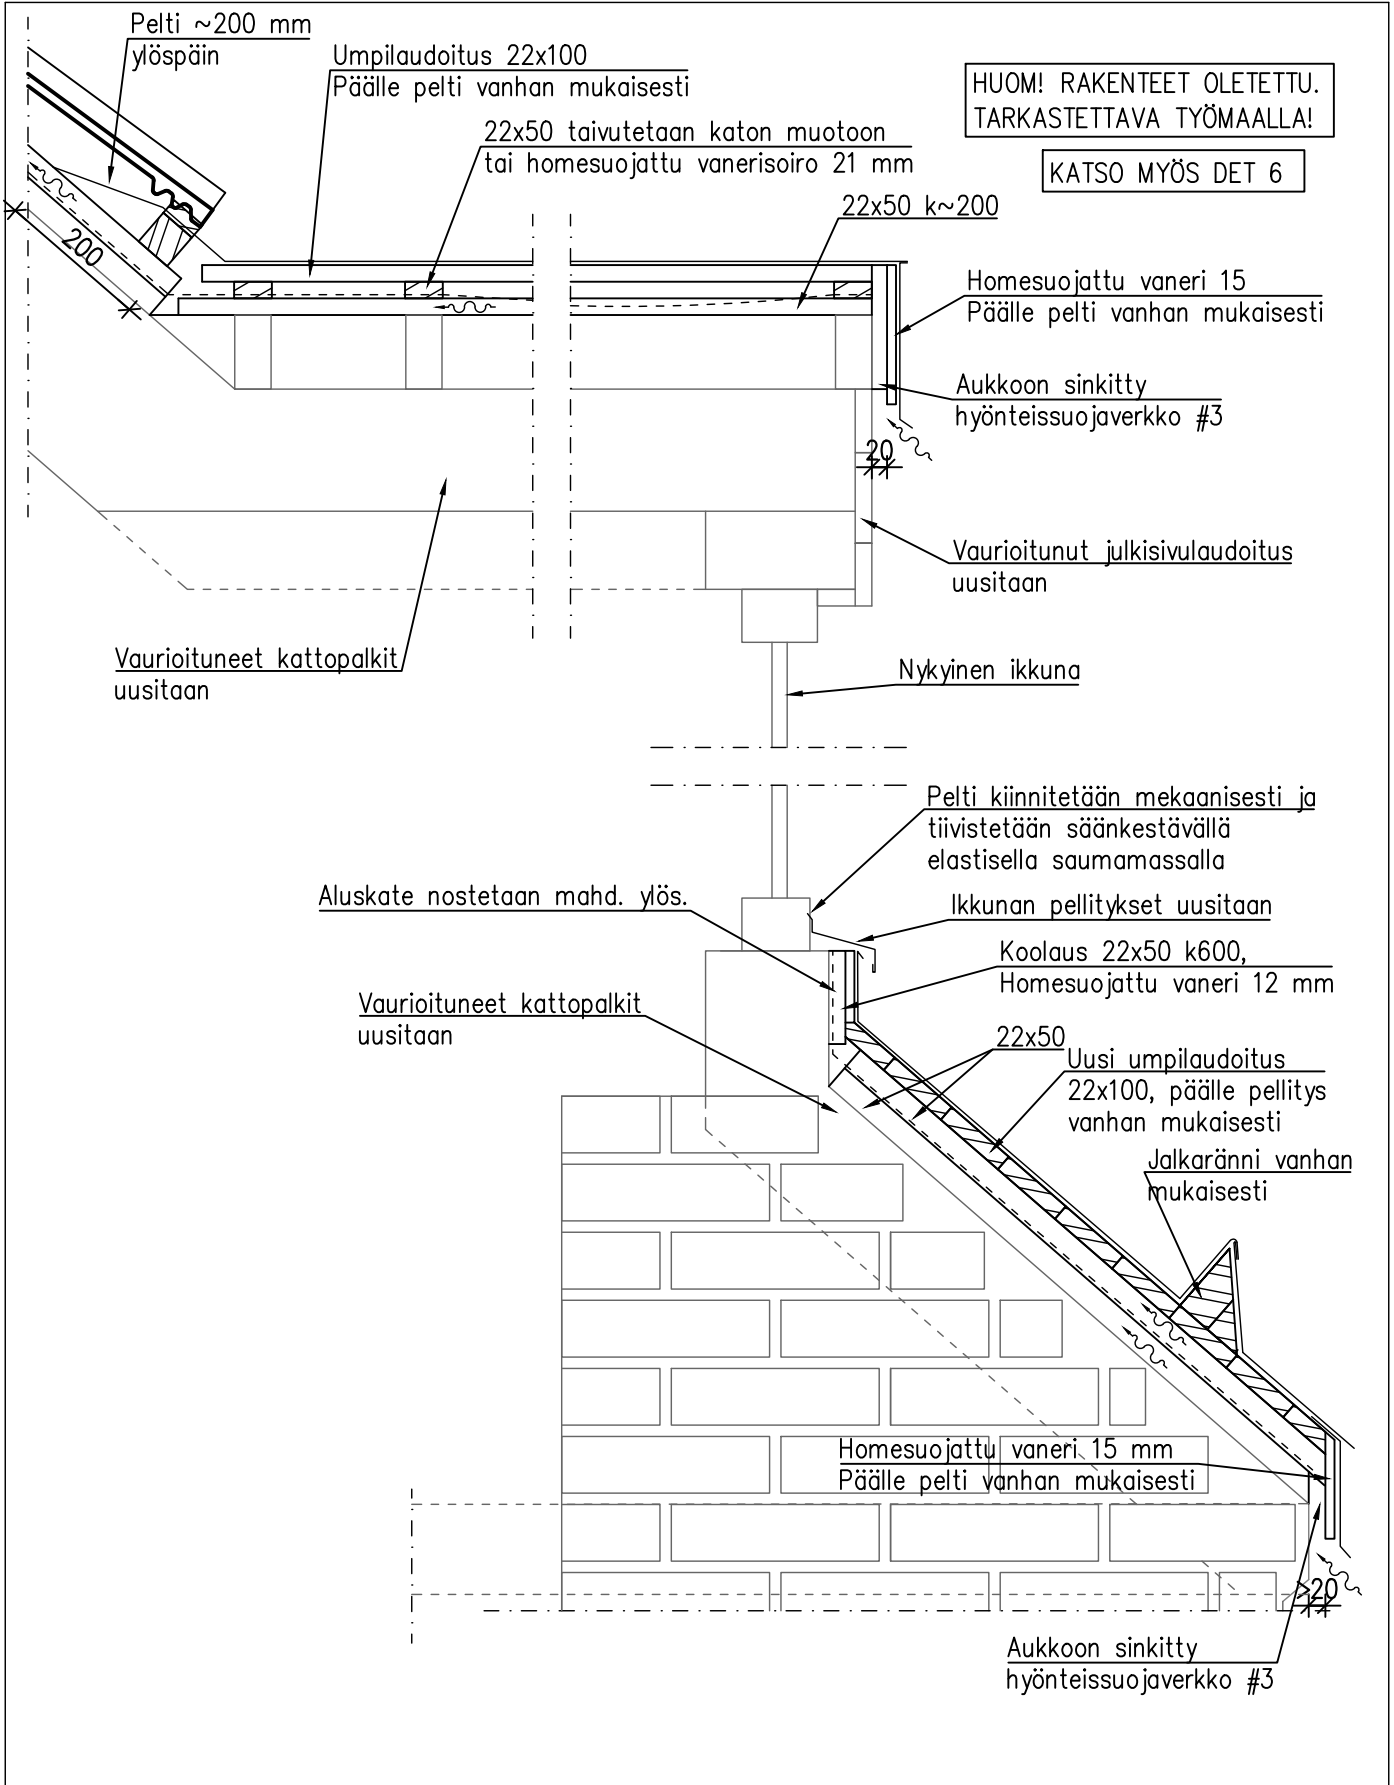 Pelti ~200 mm
ylöspäin
Umpilaudoitus 22x100
Päälle pelti vanhan mukaisesti
HUOM! RAKENTEET OLETETTU.
TARKASTETTAVA TYÖMAALLA!
22x50 taivutetaan katon muotoon
tai homesuojattu vanerisoiro 21 mm
KATSO MYÖS DET 6
22x50 k~200
200
Homesuojattu vaneri 15
Päälle pelti vanhan mukaisesti
Aukkoon sinkitty
hyönteissuojaverkko #3
20
Vaurioitunut julkisivulaudoitus
uusitaan
Vaurioituneet kattopalkit
uusitaan
Nykyinen ikkuna
Pelti kiinnitetään mekaanisesti ja
tiivistetään säänkestävällä
elastisella saumamassalla
Aluskate nostetaan mahd. ylös.
Ikkunan pellitykset uusitaan
Koolaus 22x50 k600,
Homesuojattu vaneri 12 mm
Vaurioituneet kattopalkit
uusitaan
22x50
Uusi umpilaudoitus
22x100, päälle pellitys
vanhan mukaisesti
Jalkaränni vanhan
mukaisesti
Homesuojattu vaneri 15 mm
Päälle pelti vanhan mukaisesti
>20
Aukkoon sinkitty
hyönteissuojaverkko #3